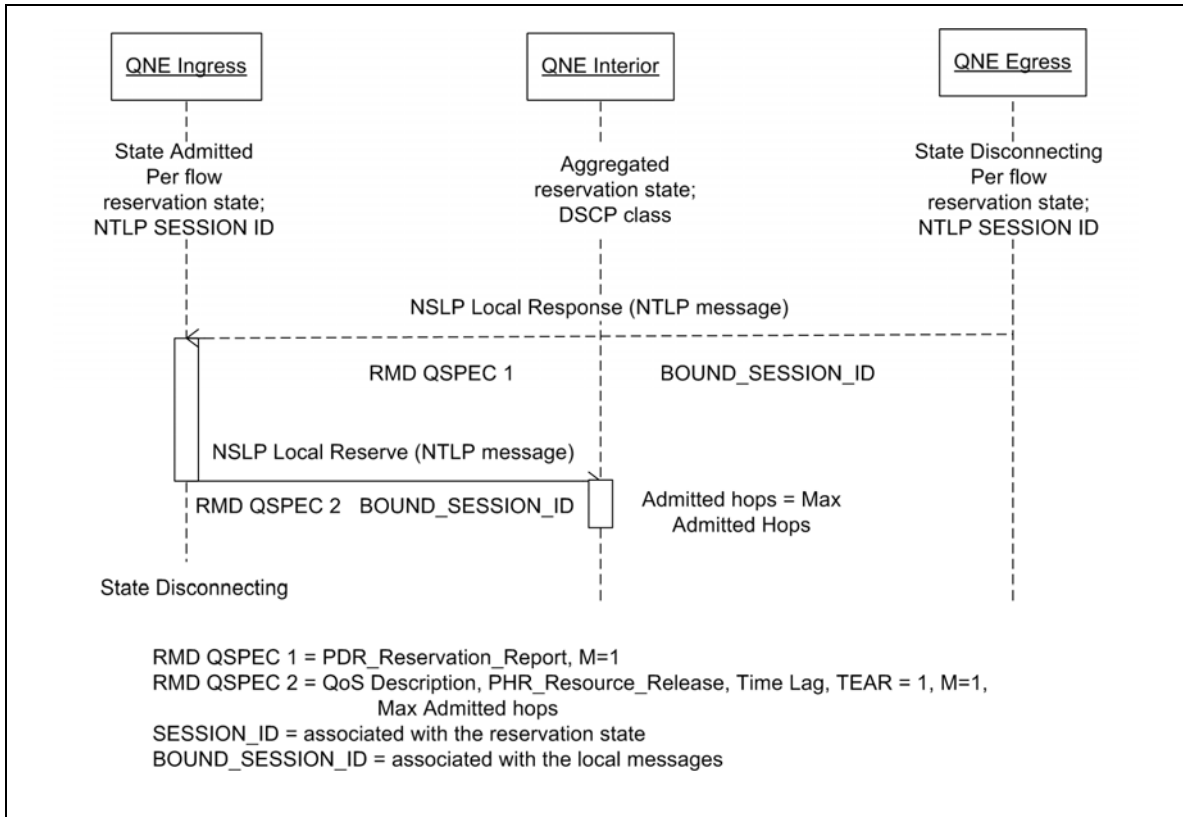 QNE Ingress
QNE Interior
QNE Egress
State Admitted
Per flow
reservation state;
NTLP SESSION ID
Aggregated
reservation state;
DSCP class
State Disconnecting
Per flow
reservation state;
NTLP SESSION ID
NSLP Local Response (NTLP message)
RMD QSPEC 1
BOUND_SESSION_ID
NSLP Local Reserve (NTLP message)
RMD QSPEC 2 BOUND_SESSION_ID
Admitted hops = Max
Admitted Hops
State Disconnecting
RMD QSPEC 1 = PDR_Reservation_Report, M=1
RMD QSPEC 2 = QoS Description, PHR_Resource_Release, Time Lag, TEAR = 1, M=1,
Max Admitted hops
SESSION_ID = associated with the reservation state
BOUND_SESSION_ID = associated with the local messages